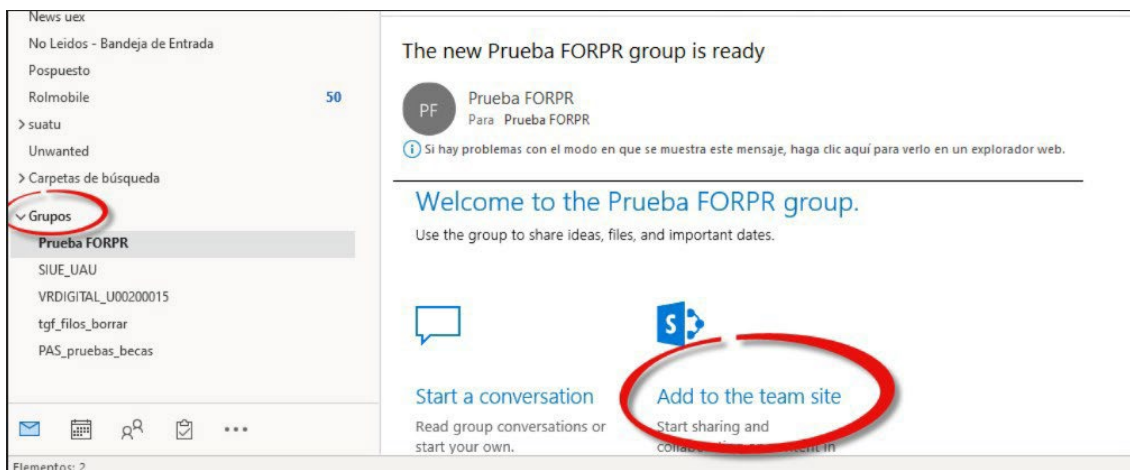 News uex
No Leidos - Bandeja de Entrada
Pospuesto
Rolmobile 50
suatu
Unwanted
Carpetas de búsqueda
Grupos
Prueba FORPR
SIUE_UAU
VRDIGITAL_U00200015
tgf_filos_borrar
PAS_pruebas_becas
Elementos: 2
The new Prueba FORPR group is ready
PF
Prueba FORPR
Para Prueba FORPR
Si hay problemas con el modo en que se muestra este mensaje, haga clic aquí para verlo en un explorador web.
Welcome to the Prueba FORPR group.
Use the group to share ideas, files, and important dates.
Start a conversation
Read group conversations or
start your own.
S
Add to the team site
Start sharing and
in